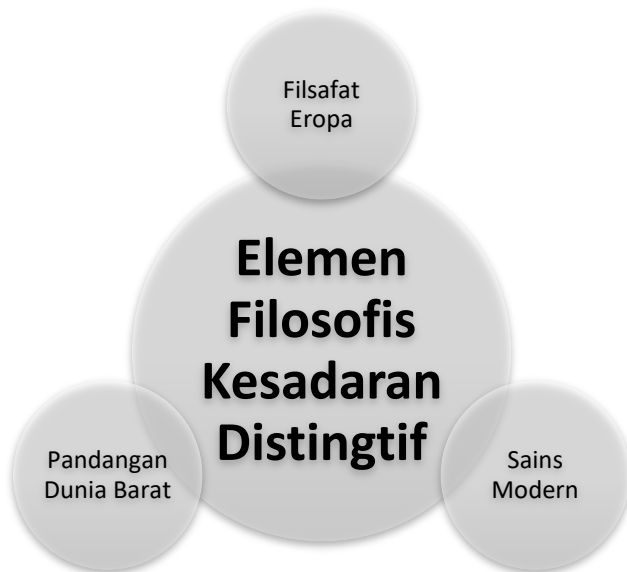 Filsafat
Eropa
Elemen
Filosofis
Kesadaran
Distingtif
Pandangan
Dunia Barat
Sains
Modern